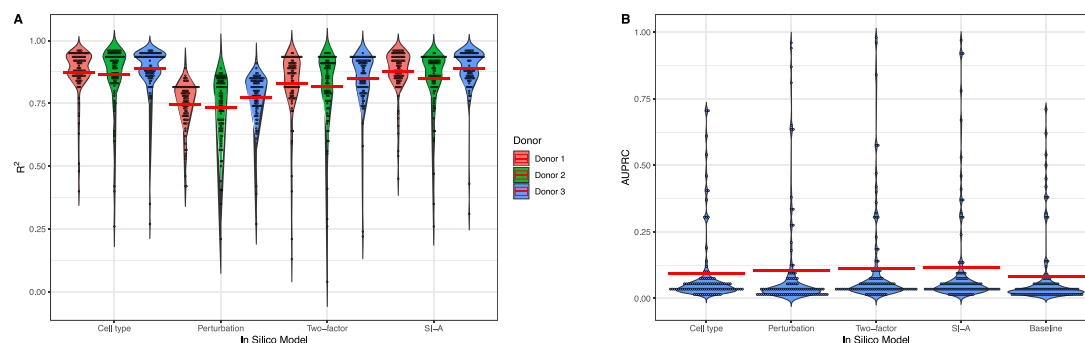 A
1.00
0.75
0.50
0.25
0.00
R²
Cell type
Perturbation
Two−factor
SI−A
In Silico Model
Donor
Donor 1
Donor 2
Donor 3
B
1.00
0.75
0.50
0.25
0.00
AUPRC
Cell type
Perturbation
Two−factor
SI−A
Baseline
In Silico Model